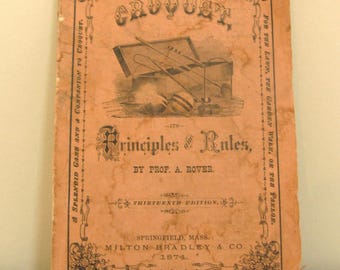 CROQUET,
ITS
Principles and Rules,
BY PROF. A. ROVER.
THIRTEENTH EDITION.
SPRINGFIELD, MASS.
MILTON BRADLEY & CO.
1874.
A SPLENDID GAME AND A COMPANION TO CROQUET.
FOR THE LAWN, THE GARDEN WALK, OR THE PARLOR.